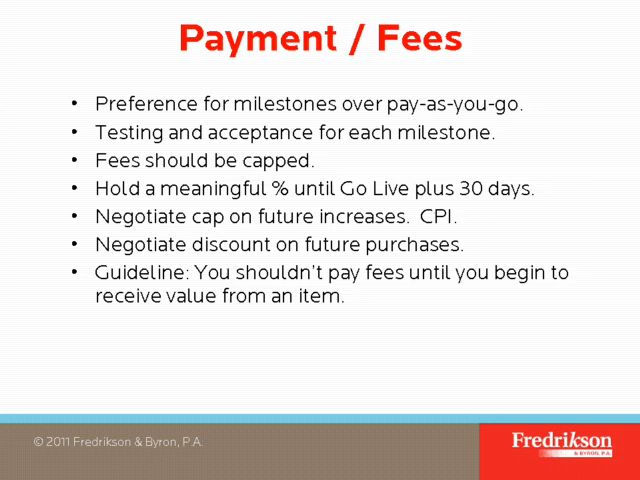 Payment / Fees
• Preference for milestones over pay-as-you-go.
• Testing and acceptance for each milestone.
• Fees should be capped.
• Hold a meaningful % until Go Live plus 30 days.
• Negotiate cap on future increases.  CPI.
• Negotiate discount on future purchases.
• Guideline: You shouldn't pay fees until you begin to
receive value from an item.
© 2011 Fredrikson & Byron, P.A.
Fredrikson
& BYRON, P.A.